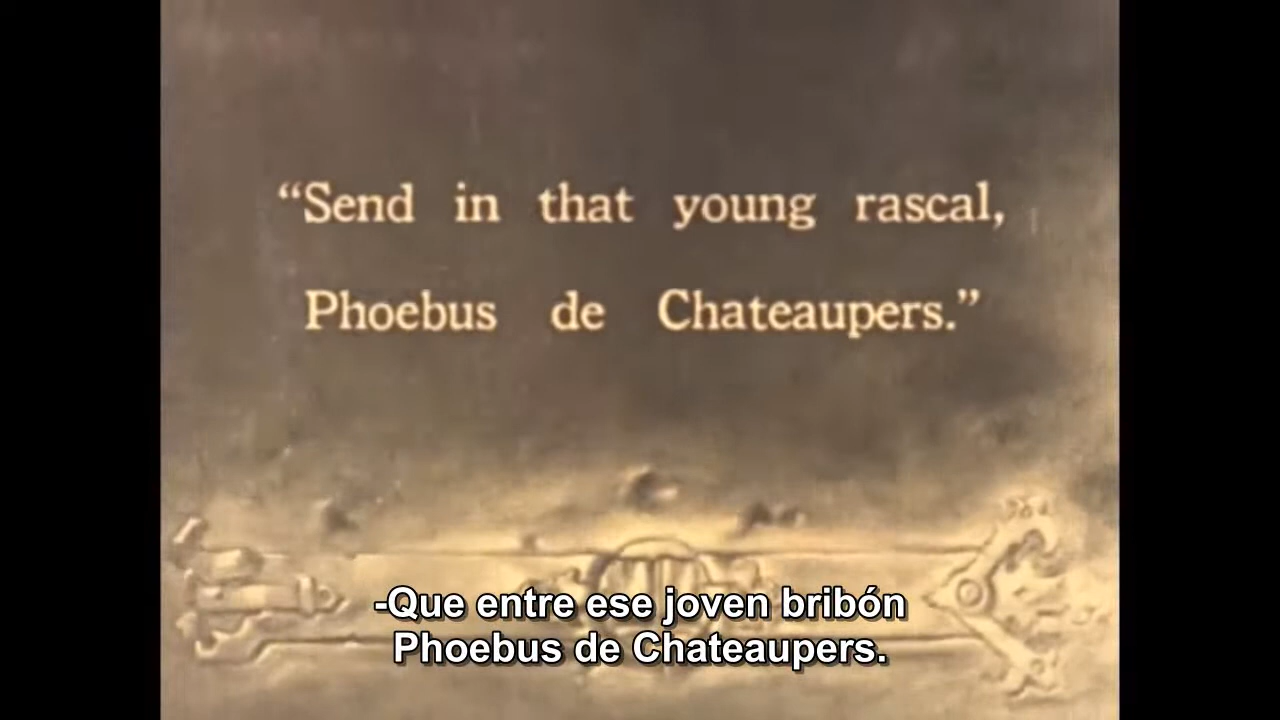 “Send in that young rascal,
Phoebus de Chateaupers.”
-Que entre ese joven bribón
Phoebus de Chateaupers.